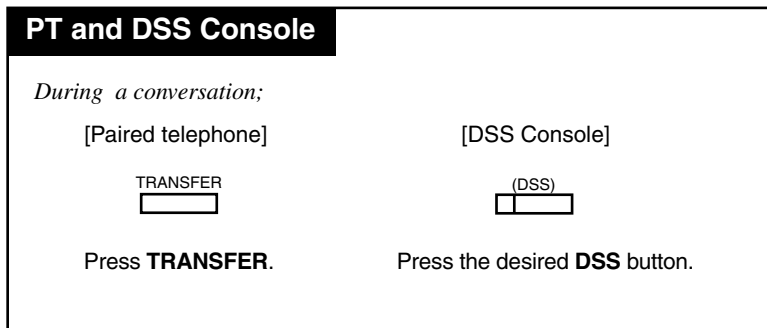 PT and DSS Console
During a conversation;
[Paired telephone] [DSS Console]
TRANSFER (DSS)
Press TRANSFER. Press the desired DSS button.